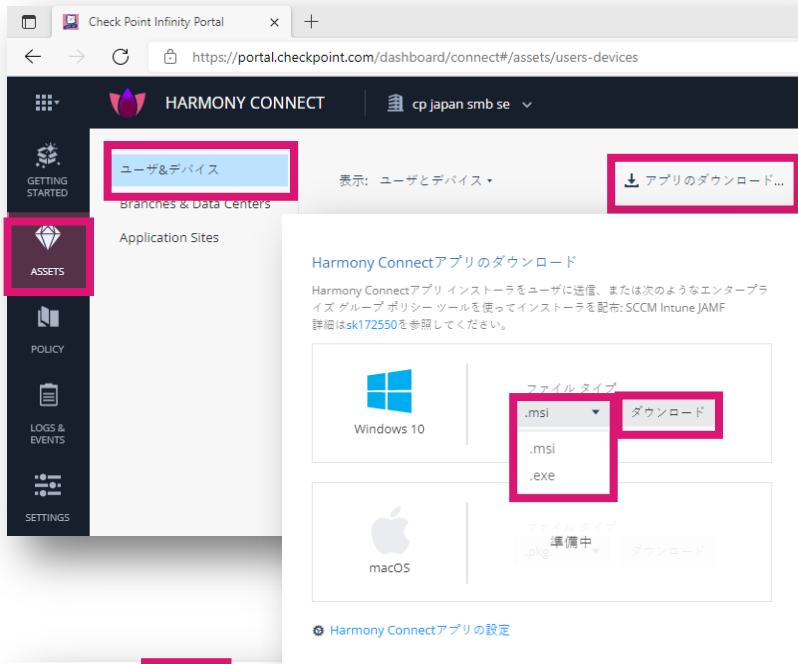 Check Point Infinity Portal
https://portal.checkpoint.com/dashboard/connect#/assets/users-devices
HARMONY CONNECT
cp japan smb se
GETTING
STARTED
ASSETS
POLICY
LOGS &
EVENTS
SETTINGS
ユーザ&デバイス
Branches & Data Centers
Application Sites
表示: ユーザとデバイス
アプリのダウンロード...
Harmony Connectアプリのダウンロード
Harmony Connectアプリ インストーラをユーザに送信、または次のようなエンタープラ
イズ グループ ポリシー ツールを使ってインストーラを配布: SCCM Intune JAMF
詳細はsk172550を参照してください。
Windows 10
ファイル タイプ
.msi
ダウンロード
.msi
.exe
macOS
ファイル タイプ
.pkg
準備中
ダウンロード
Harmony Connectアプリの設定